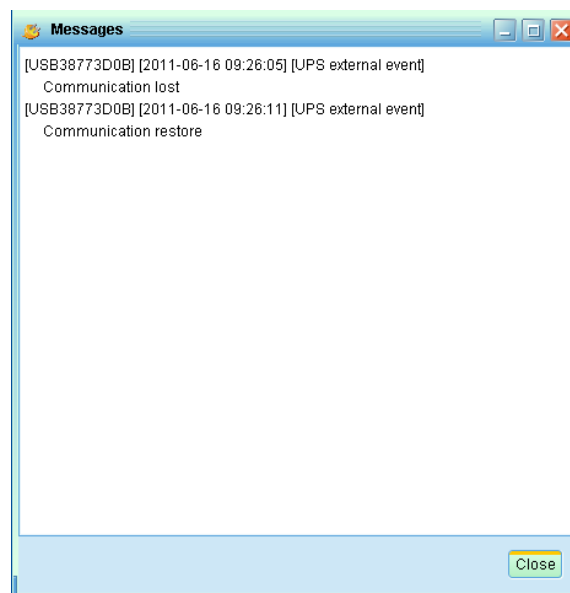 Messages
[USB38773D0B] [2011-06-16 09:26:05] [UPS external event]
Communication lost
[USB38773D0B] [2011-06-16 09:26:11] [UPS external event]
Communication restore
Close